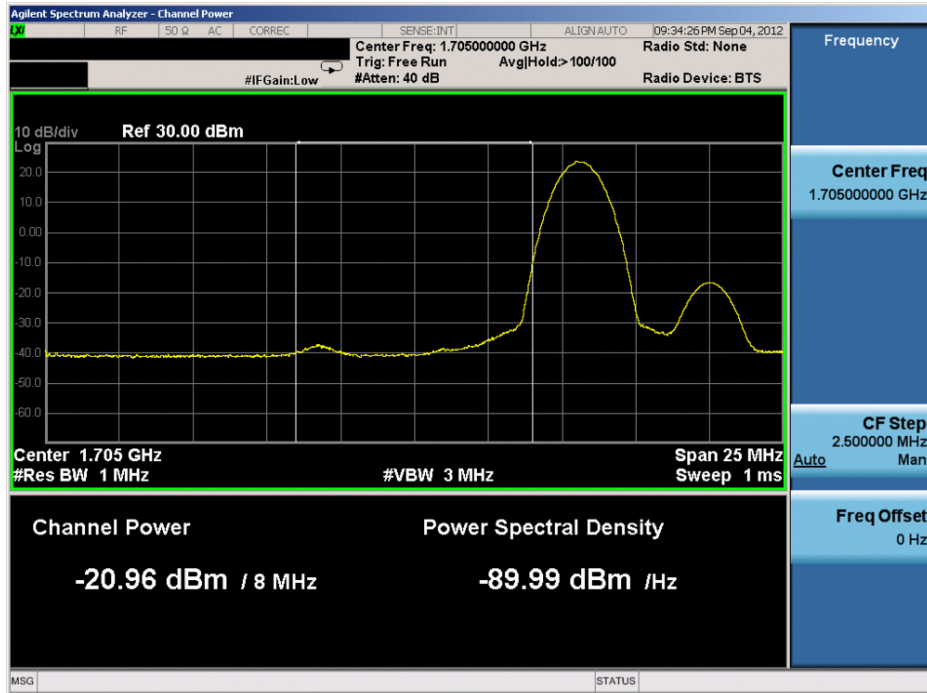 Agilent Spectrum Analyzer - Channel Power
LXI RF 50 Ω AC CORREC SENSE:INT ALIGN AUTO 09:34:26 PM Sep 04, 2012
Center Freq: 1.705000000 GHz Radio Std: None
Trig: Free Run Avg|Hold:>100/100
#IFGain:Low #Atten: 40 dB Radio Device: BTS
Frequency
10 dB/div Ref 30.00 dBm
Log
20.0
10.0
0.00
-10.0
-20.0
-30.0
-40.0
-50.0
-60.0
Center 1.705 GHz Span 25 MHz
#Res BW 1 MHz #VBW 3 MHz Sweep 1 ms
Center Freq
1.705000000 GHz
CF Step
2.500000 MHz
Auto Man
Freq Offset
0 Hz
Channel Power Power Spectral Density
-20.96 dBm / 8 MHz -89.99 dBm /Hz
MSG STATUS